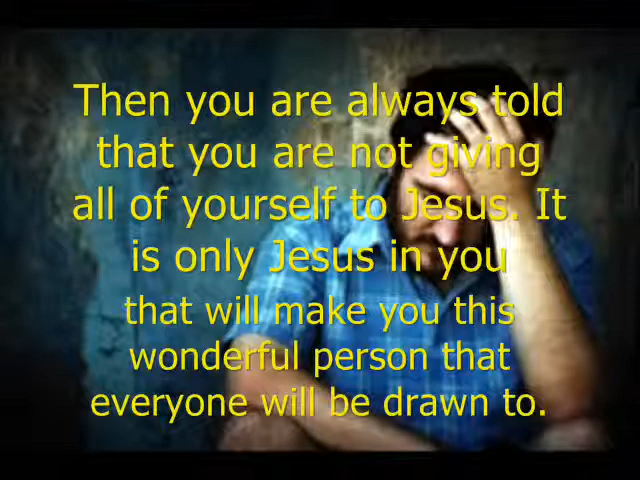 Then you are always told
that you are not giving
all of yourself to Jesus. It
is only Jesus in you
that will make you this
wonderful person that
everyone will be drawn to.